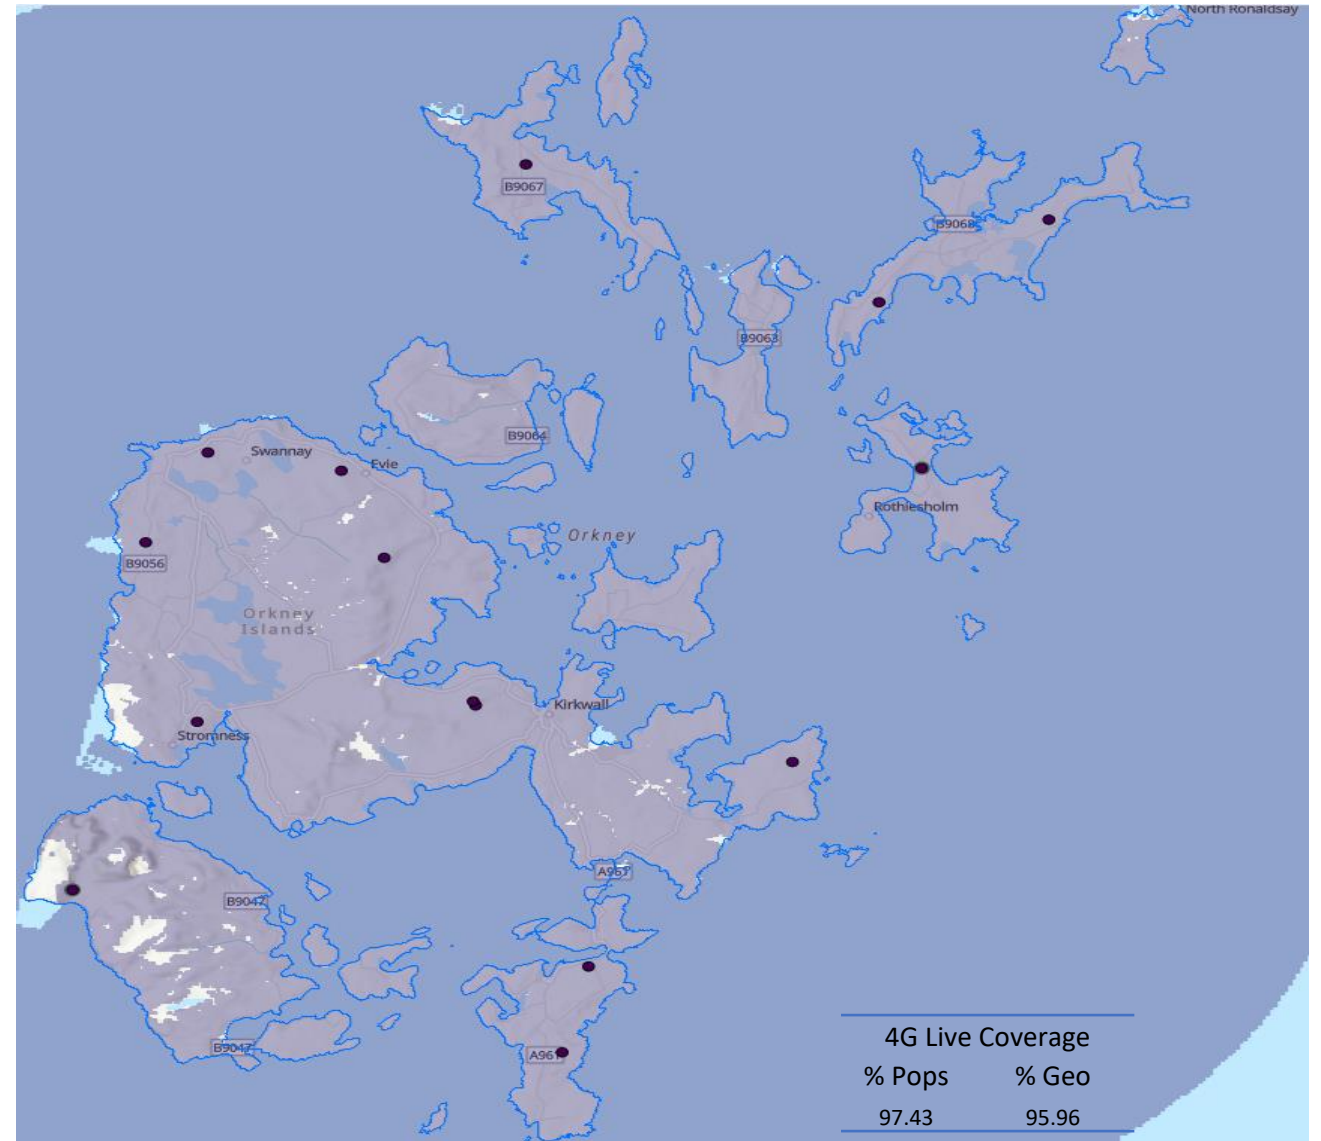 North Ronaldsay
B9067
B9068
B9063
B9064
Swannay
Evie
Rothiesholm
Orkney
B9056
Orkney
Islands
Kirkwall
Stromness
A961
B9047
B9047
A961
4G Live Coverage
% Pops % Geo
97.43 95.96